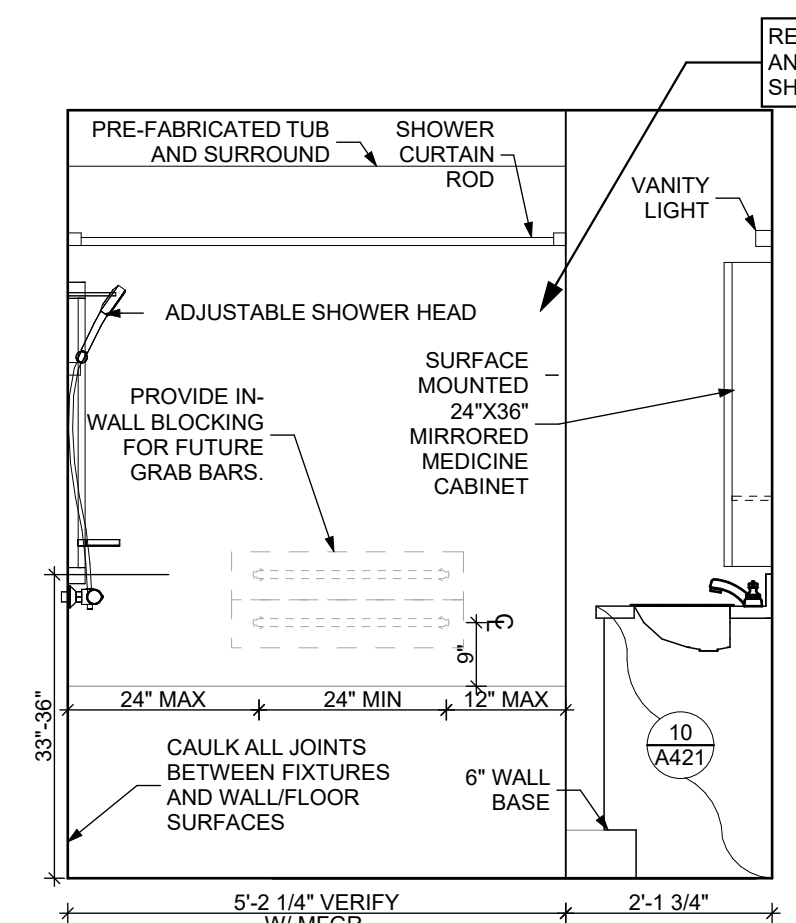 RE
AN
SH
PRE-FABRICATED TUB
AND SURROUND
SHOWER
CURTAIN
ROD
VANITY
LIGHT
ADJUSTABLE SHOWER HEAD
SURFACE
MOUNTED
24"X36"
MIRRORED
MEDICINE
CABINET
PROVIDE IN-
WALL BLOCKING
FOR FUTURE
GRAB BARS.
9"
24" MAX
24" MIN
12" MAX
33"-36"
CAULK ALL JOINTS
BETWEEN FIXTURES
AND WALL/FLOOR
SURFACES
6" WALL
BASE
10
A421
5'-2 1/4" VERIFY
W/ MFGR
2'-1 3/4"